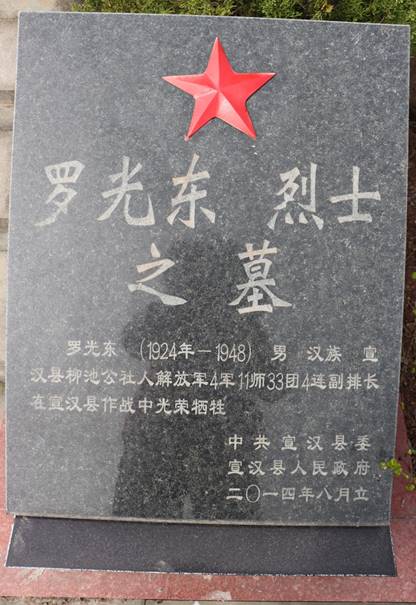 罗光东 烈士
之墓
罗光东 (1924年—1948) 男 汉族 宣
汉县柳池公社人解放军4军11师33团4连副排长
在宣汉县作战中光荣牺牲
中共宣汉县委
宣汉县人民政府
二〇一四年八月立